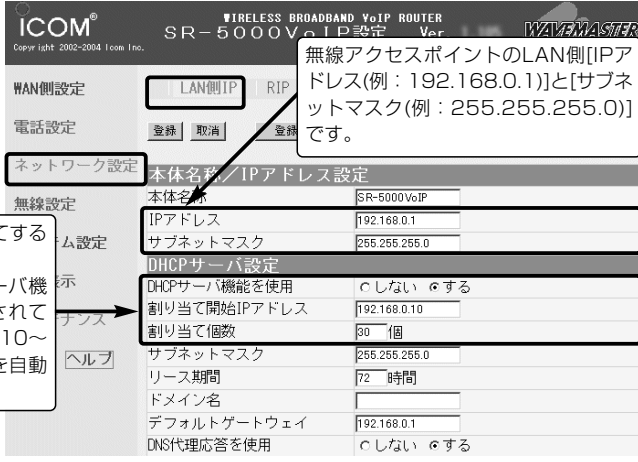 ICOM®
Copyright 2002-2004 Icom Inc.
WIRELESS BROADBAND VoIP ROUTER
SR-5000VoIP設定 Ver.
WAVEMASTER
無線アクセスポイントのLAN側[IPア
ドレス(例：192.168.0.1)]と[サブネ
ットマスク(例：255.255.255.0)]
です。
WAN側設定
電話設定
ネットワーク設定
無線設定
ム設定
示
ナンス
ヘルプ
LAN側IP
RIP
登録
取消
登録
本体名称／IPアドレス設定
本体名称
SR-5000VoIP
IPアドレス
192.168.0.1
サブネットマスク
255.255.255.0
DHCPサーバ設定
DHCPサーバ機能を使用
しない
する
割り当て開始IPアドレス
192.168.0.10
割り当て個数
30 個
サブネットマスク
255.255.255.0
リース期間
72 時間
ドメイン名
デフォルトゲートウェイ
192.168.0.1
DNS代理応答を使用
しない
する
てする
ーバ機
されて
10～
を自動